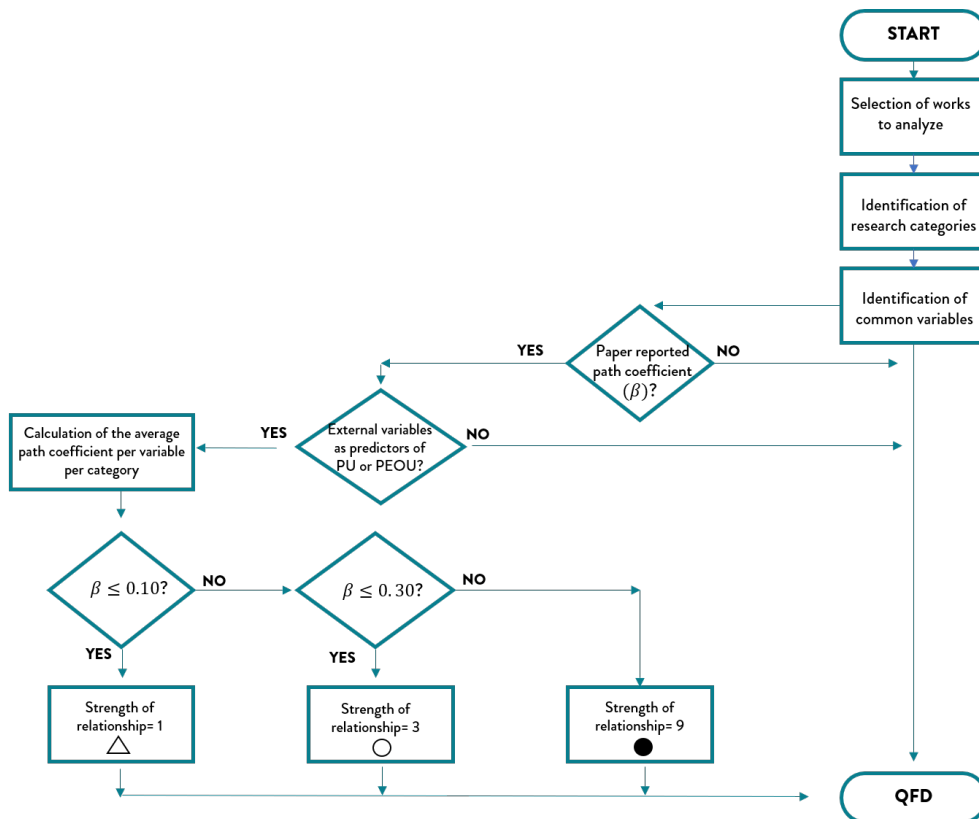 START
Selection of works
to analyze
Identification of
research categories
Identification of
common variables
YES
Paper reported
path coefficient
(β)?
NO
Calculation of the average
path coefficient per variable
per category
YES
External variables
as predictors of
PU or PEOU?
NO
β ≤ 0.10?
NO
β ≤ 0.30?
NO
YES
YES
Strength of
relationship= 1
Strength of
relationship= 3
Strength of
relationship= 9
QFD